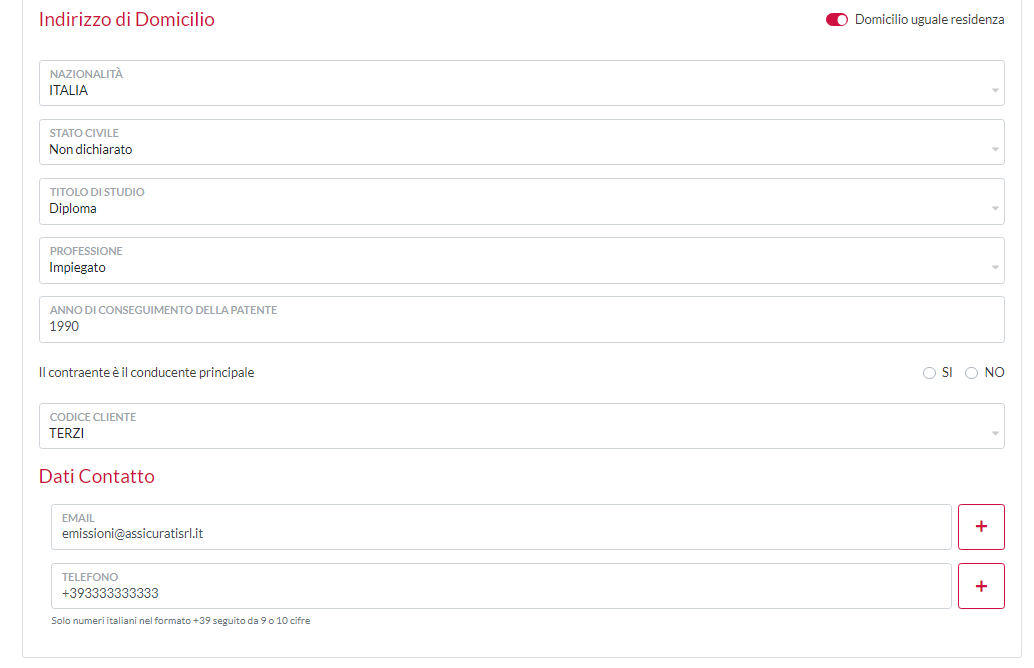 Indirizzo di Domicilio
Domicilio uguale residenza
NAZIONALITÀ
ITALIA
STATO CIVILE
Non dichiarato
TITOLO DI STUDIO
Diploma
PROFESSIONE
Impiegato
ANNO DI CONSEGUIMENTO DELLA PATENTE
1990
Il contraente è il conducente principale
SI NO
CODICE CLIENTE
TERZI
Dati Contatto
EMAIL
emissioni@assicuratisrl.it
+
TELEFONO
+393333333333
+
Solo numeri italiani nel formato +39 seguito da 9 o 10 cifre